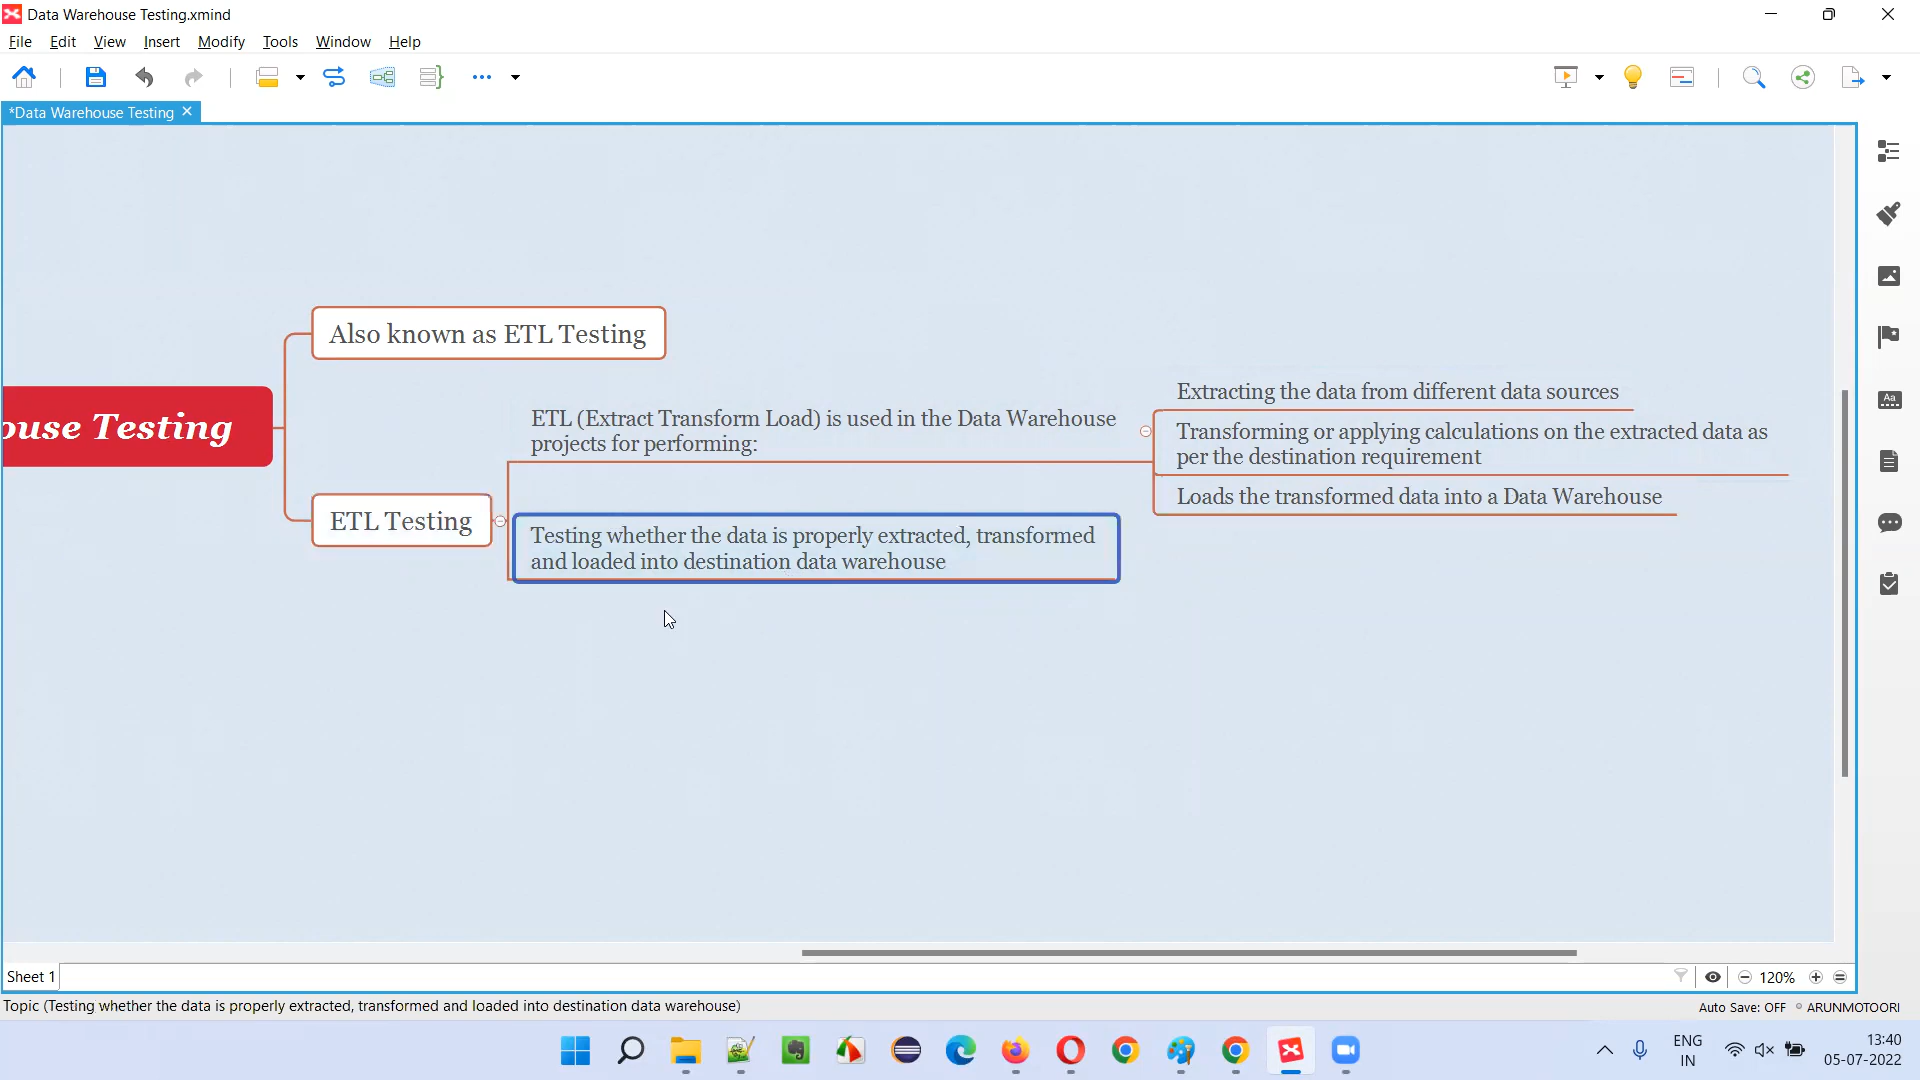 Data Warehouse Testing.xmind
File Edit View Insert Modify Tools Window Help
*Data Warehouse Testing
Also known as ETL Testing
ouse Testing
ETL Testing
ETL (Extract Transform Load) is used in the Data Warehouse
projects for performing:
Extracting the data from different data sources
Transforming or applying calculations on the extracted data as
per the destination requirement
Loads the transformed data into a Data Warehouse
Testing whether the data is properly extracted, transformed
and loaded into destination data warehouse
Aa
Sheet 1
120%
Topic (Testing whether the data is properly extracted, transformed and loaded into destination data warehouse)
Auto Save: OFF ARUNMOTOORI
ENG
IN
13:40
05-07-2022